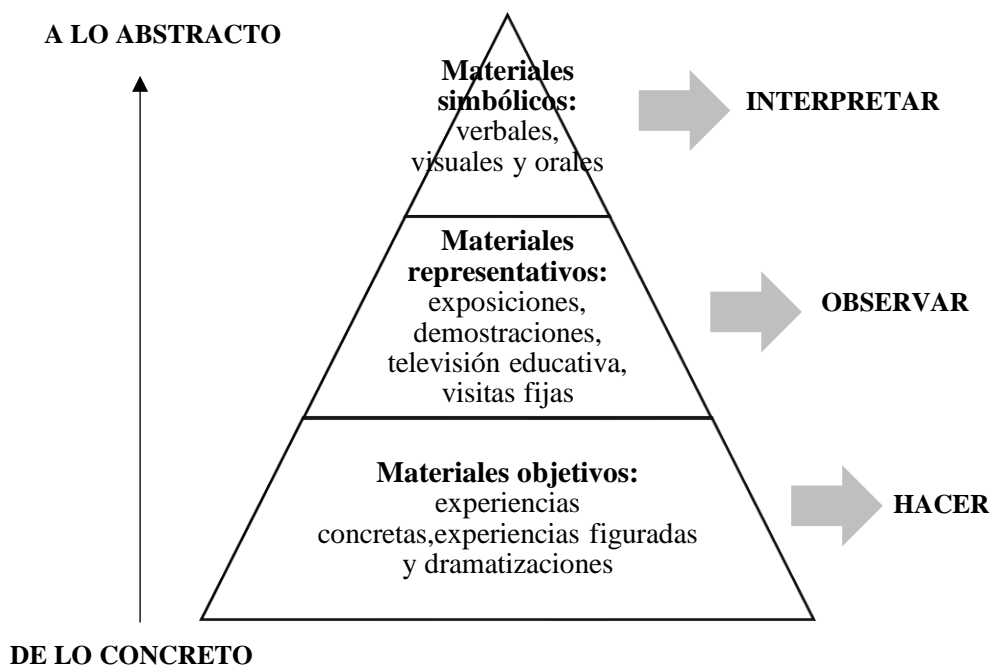 A LO ABSTRACTO
Materiales
simbólicos:
verbales,
visuales y orales
INTERPRETAR
Materiales
representativos:
exposiciones,
demostraciones,
televisión educativa,
visitas fijas
OBSERVAR
Materiales objetivos:
experiencias
concretas,experiencias figuradas
y dramatizaciones
HACER
DE LO CONCRETO